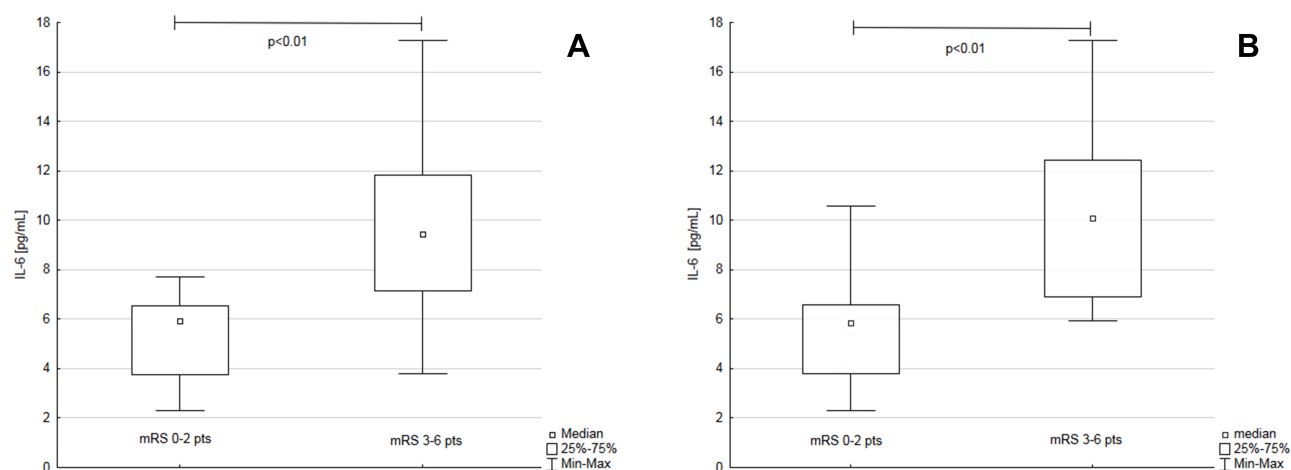 A
p<0.01
18
16
14
12
10
8
6
4
2
0
IL-6 [pg/mL]
mRS 0-2 pts
mRS 3-6 pts
Median
25%-75%
Min-Max
B
p<0.01
18
16
14
12
10
8
6
4
2
0
IL-6 [pg/mL]
mRS 0-2 pts
mRS 3-6 pts
median
25%-75%
Min-Max